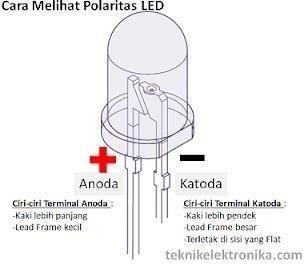 Cara Melihat Polaritas LED
+ -
Anoda Katoda
Ciri-ciri Terminal Anoda :
-Kaki lebih panjang
-Lead Frame kecil
Ciri-ciri Terminal Katoda :
-Kaki lebih pendek
-Lead Frame besar
-Terletak di sisi yang Flat
teknikelektronika.com